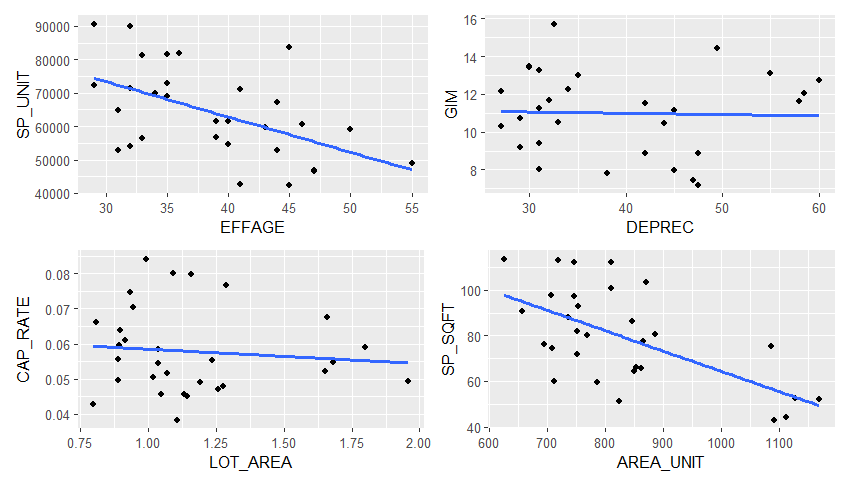 SP_UNIT
90000
80000
70000
60000
50000
40000
30 35 40 45 50 55
EFFAGE
GIM
16
14
12
10
8
30 40 50 60
DEPREC
CAP_RATE
0.08
0.07
0.06
0.05
0.04
0.75 1.00 1.25 1.50 1.75 2.00
LOT_AREA
SP_SQFT
100
80
60
40
600 700 800 900 1000 1100
AREA_UNIT